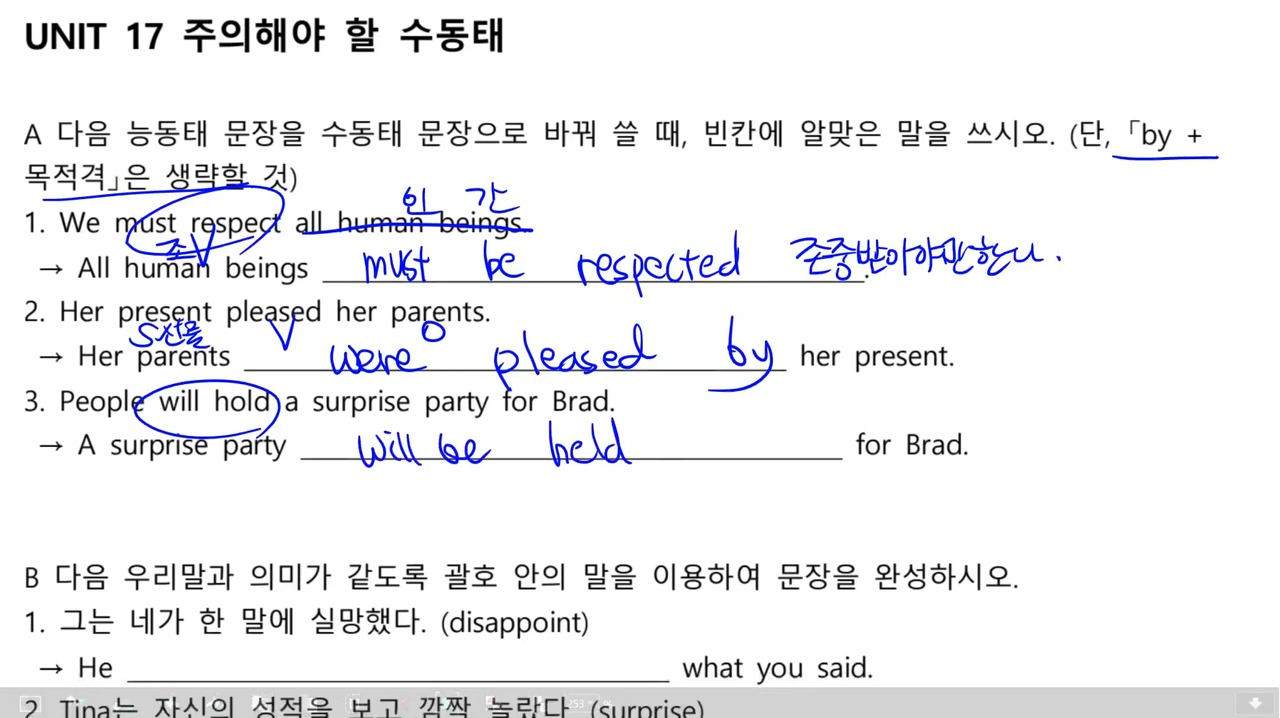 UNIT 17 주의해야 할 수동태
A 다음 능동태 문장을 수동태 문장으로 바꿔 쓸 때, 빈칸에 알맞은 말을 쓰시오. (단, 「by +
목적격」은 생략할 것)
인 간
1. We must respect all human beings.
조V
→ All human beings must be respected 존중받아야만한다.
2. Her present pleased her parents.
S선물 V O
→ Her parents were pleased by her present.
3. People will hold a surprise party for Brad.
→ A surprise party will be held for Brad.
B 다음 우리말과 의미가 같도록 괄호 안의 말을 이용하여 문장을 완성하시오.
1. 그는 네가 한 말에 실망했다. (disappoint)
→ He what you said.
2. Tina는 자신의 성적을 보고 깜짝 놀랐다. (surprise)